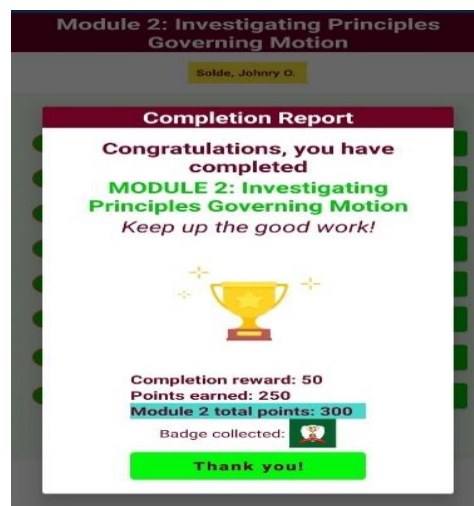 Module 2: Investigating Principles
Governing Motion
Solde, Johnry O.
Completion Report
Congratulations, you have
completed
MODULE 2: Investigating
Principles Governing Motion
Keep up the good work!
Completion reward: 50
Points earned: 250
Module 2 total points: 300
Badge collected:
Thank you!